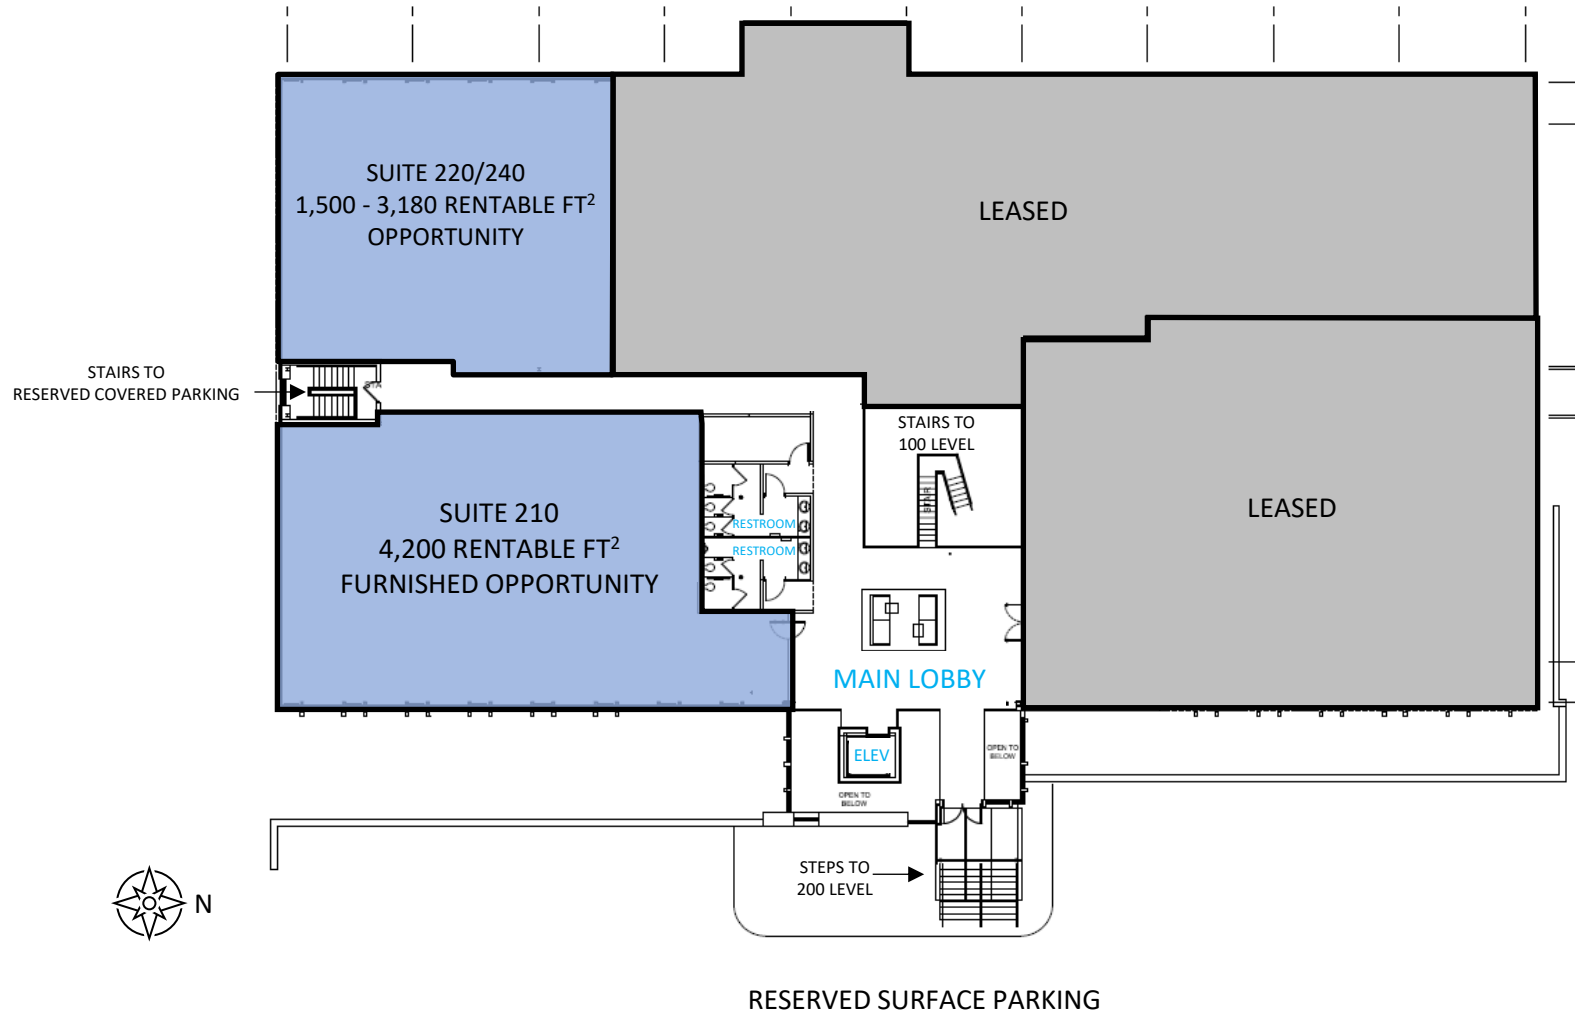 SUITE 220/240
1,500 - 3,180 RENTABLE FT²
OPPORTUNITY
LEASED
STAIRS TO
RESERVED COVERED PARKING
STAIRS TO
100 LEVEL
STAIR
SUITE 210
4,200 RENTABLE FT²
FURNISHED OPPORTUNITY
RESTROOM
RESTROOM
LEASED
MAIN LOBBY
ELEV
OPEN TO
BELOW
OPEN TO
BELOW
STEPS TO
200 LEVEL
N
RESERVED SURFACE PARKING